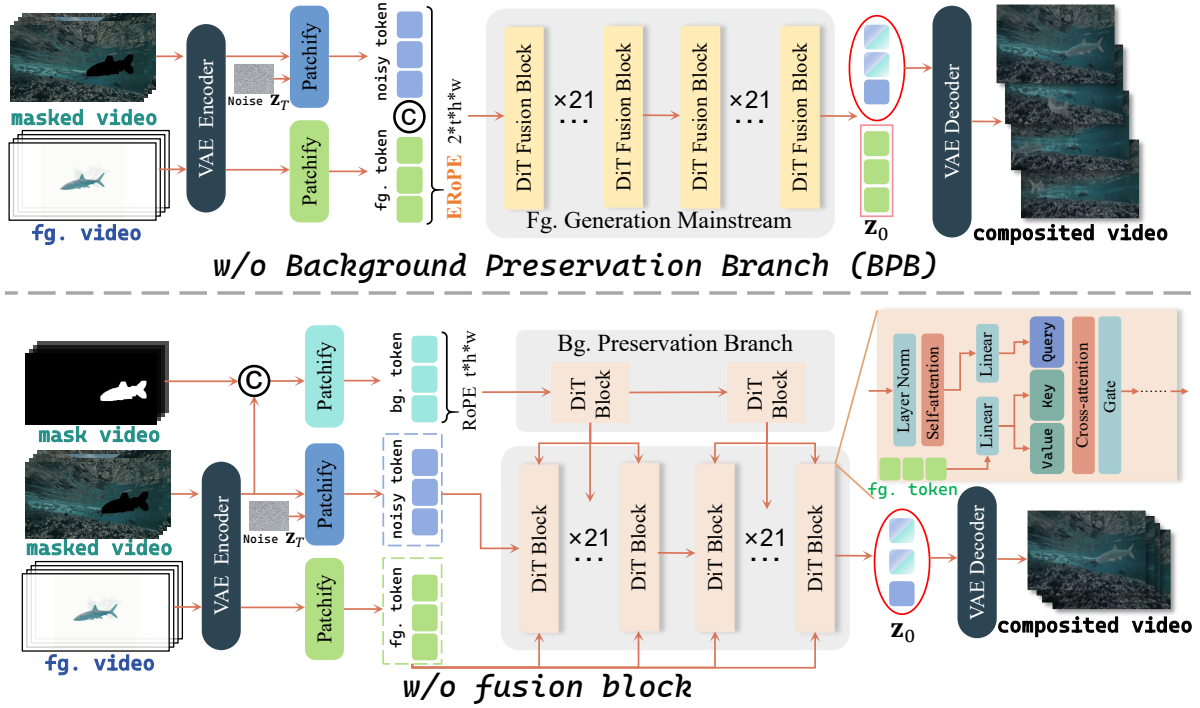 masked video
fg. video
VAE Encoder
Noise z_T
Patchify
Patchify
noisy token
©
fg. token
ERoPE 2*t*h*w
DiT Fusion Block
×21
...
DiT Fusion Block
DiT Fusion Block
×21
...
DiT Fusion Block
Fg. Generation Mainstream
z_0
VAE Decoder
composited video
w/o Background Preservation Branch (BPB)
mask video
©
Patchify
bg. token
RoPE t*h*w
Bg. Preservation Branch
DiT
Block
DiT
Block
masked video
fg. video
VAE Encoder
Noise z_T
Patchify
Patchify
noisy token
fg. token
DiT Block
×21
...
DiT Block
DiT Block
×21
...
DiT Block
Layer Norm
Self-attention
Linear
Linear
Query
Key
Value
Cross-attention
Gate
fg. token
z_0
VAE Decoder
composited video
w/o fusion block